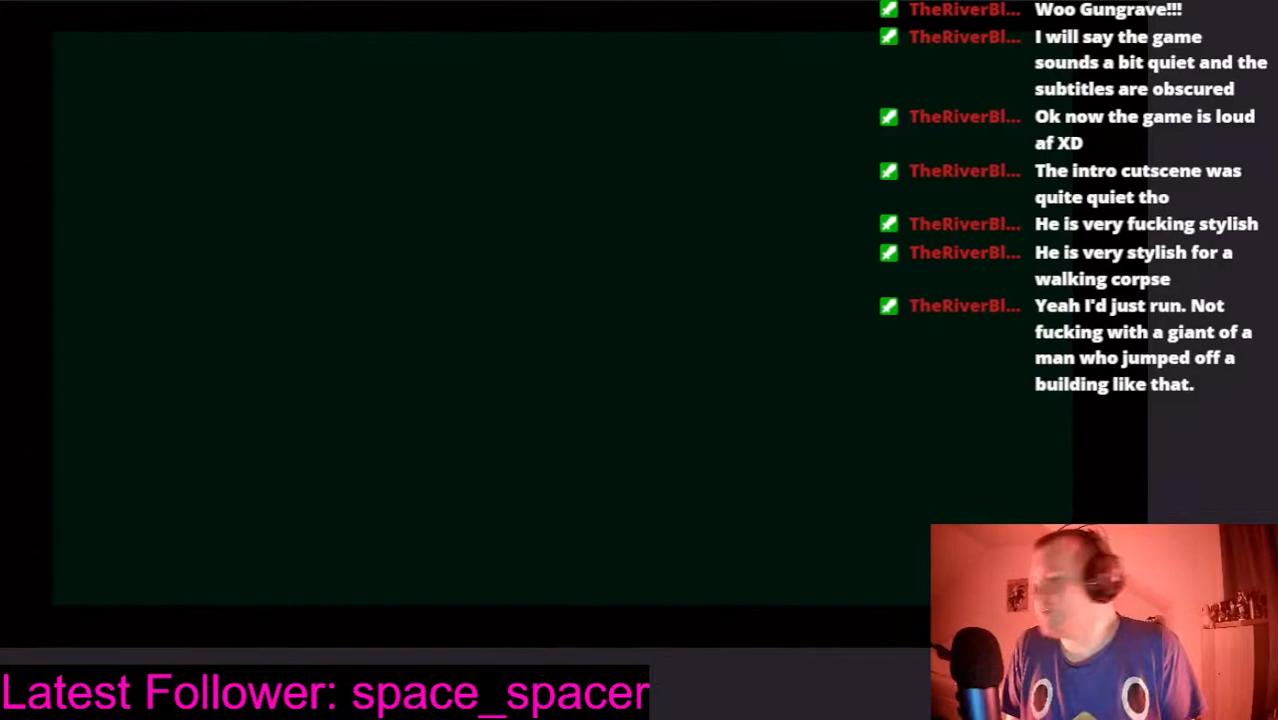 TheRiverBl... Woo Gungrave!!!
TheRiverBl... I will say the game
sounds a bit quiet and the
subtitles are obscured
TheRiverBl... Ok now the game is loud
af XD
TheRiverBl... The intro cutscene was
quite quiet tho
TheRiverBl... He is very fucking stylish
TheRiverBl... He is very stylish for a
walking corpse
TheRiverBl... Yeah I'd just run. Not
fucking with a giant of a
man who jumped off a
building like that.
Latest Follower: space_spacer